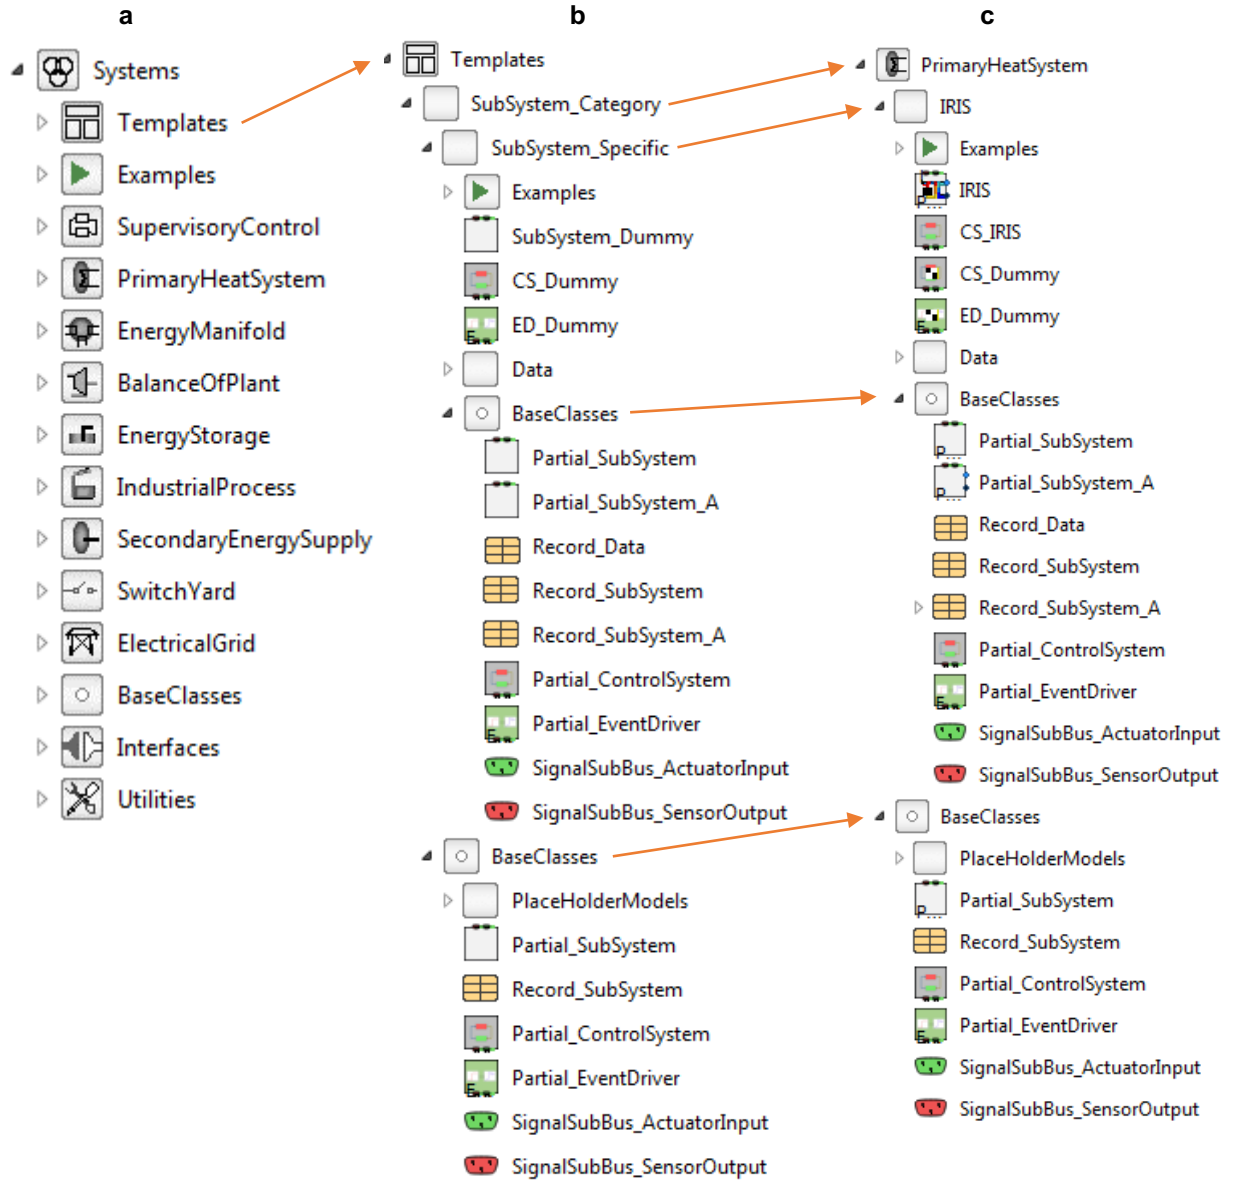 a
Systems
Templates
Examples
SupervisoryControl
PrimaryHeatSystem
EnergyManifold
BalanceOfPlant
EnergyStorage
IndustrialProcess
SecondaryEnergySupply
SwitchYard
ElectricalGrid
BaseClasses
Interfaces
Utilities
b
Templates
SubSystem_Category
SubSystem_Specific
Examples
SubSystem_Dummy
CS_Dummy
ED_Dummy
Data
BaseClasses
Partial_SubSystem
Partial_SubSystem_A
Record_Data
Record_SubSystem
Record_SubSystem_A
Partial_ControlSystem
Partial_EventDriver
SignalSubBus_ActuatorInput
SignalSubBus_SensorOutput
BaseClasses
PlaceHolderModels
Partial_SubSystem
Record_SubSystem
Partial_ControlSystem
Partial_EventDriver
SignalSubBus_ActuatorInput
SignalSubBus_SensorOutput
c
PrimaryHeatSystem
IRIS
Examples
IRIS
CS_IRIS
CS_Dummy
ED_Dummy
Data
BaseClasses
Partial_SubSystem
Partial_SubSystem_A
Record_Data
Record_SubSystem
Record_SubSystem_A
Partial_ControlSystem
Partial_EventDriver
SignalSubBus_ActuatorInput
SignalSubBus_SensorOutput
BaseClasses
PlaceHolderModels
Partial_SubSystem
Record_SubSystem
Partial_ControlSystem
Partial_EventDriver
SignalSubBus_ActuatorInput
SignalSubBus_SensorOutput